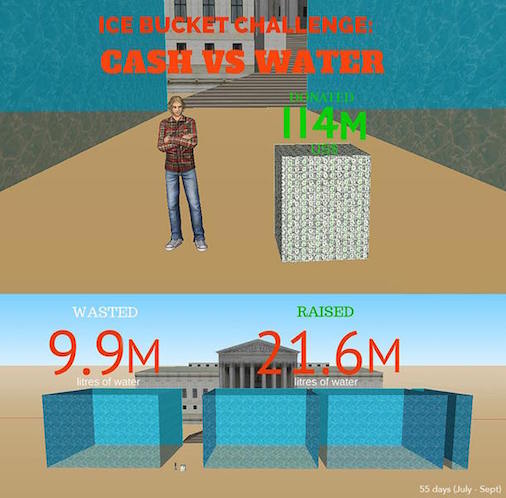 ICE BUCKET CHALLENGE:
CASH VS WATER
DONATED
114M
US$
WASTED
RAISED
9.9M
21.6M
litres of water
litres of water
55 days (July - Sept)